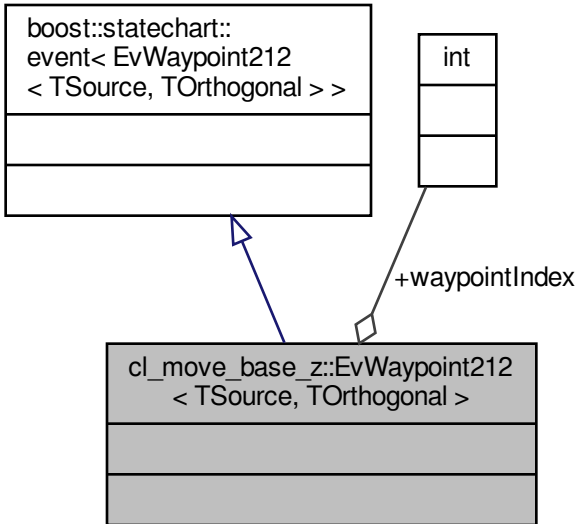 boost::statechart::
event< EvWaypoint212
< TSource, TOrthogonal > >
int
+waypointIndex
cl_move_base_z::EvWaypoint212
< TSource, TOrthogonal >